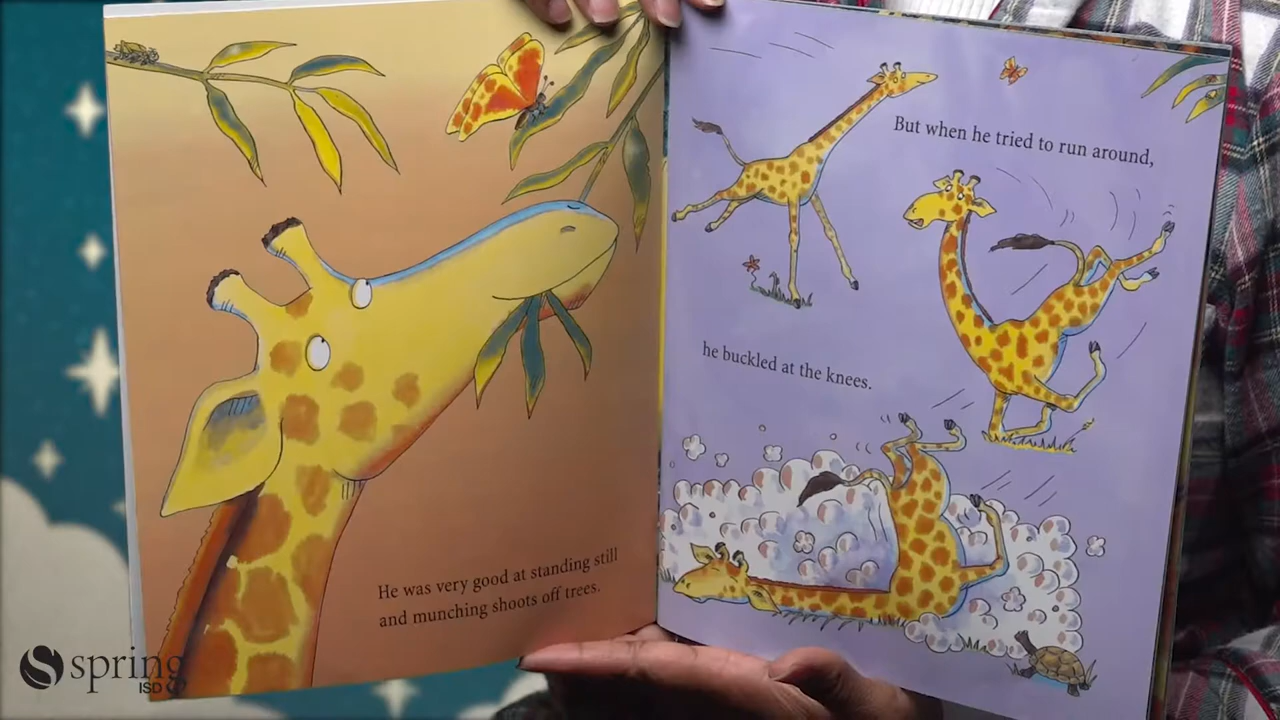 He was very good at standing still
and munching shoots off trees.
But when he tried to run around,
he buckled at the knees.
spring
ISD